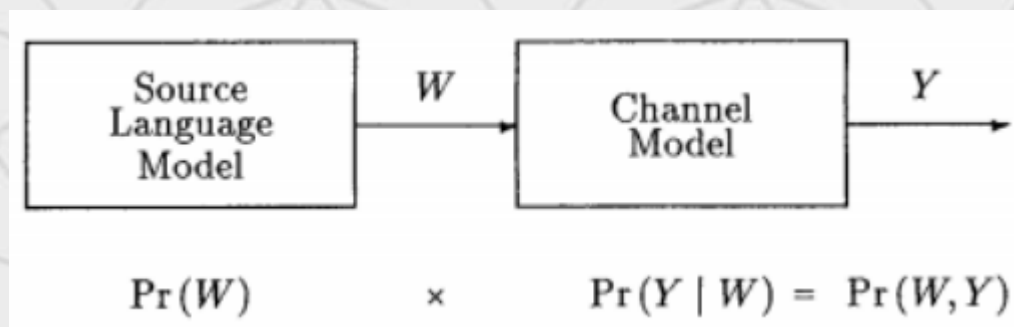 Source
Language
Model
W
Channel
Model
Y
Pr(W) × Pr(Y | W) = Pr(W, Y)